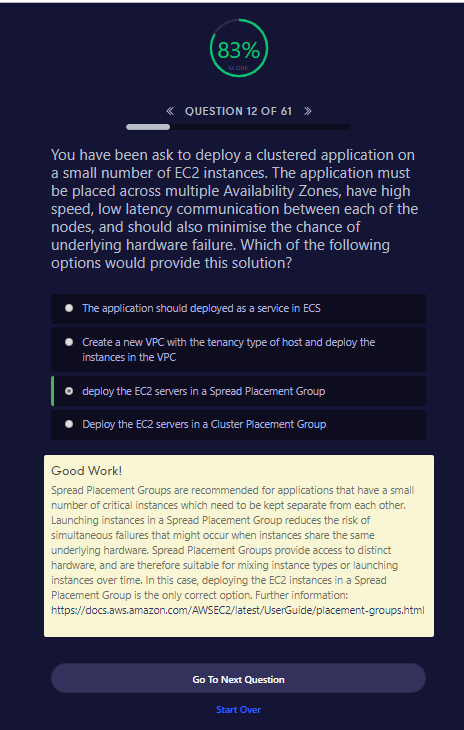 83%
SCORE
« QUESTION 12 OF 61 »
You have been ask to deploy a clustered application on
a small number of EC2 instances. The application must
be placed across multiple Availability Zones, have high
speed, low latency communication between each of the
nodes, and should also minimise the chance of
underlying hardware failure. Which of the following
options would provide this solution?
The application should deployed as a service in ECS
Create a new VPC with the tenancy type of host and deploy the
instances in the VPC
deploy the EC2 servers in a Spread Placement Group
Deploy the EC2 servers in a Cluster Placement Group
Good Work!
Spread Placement Groups are recommended for applications that have a small
number of critical instances which need to be kept separate from each other.
Launching instances in a Spread Placement Group reduces the risk of
simultaneous failures that might occur when instances share the same
underlying hardware. Spread Placement Groups provide access to distinct
hardware, and are therefore suitable for mixing instance types or launching
instances over time. In this case, deploying the EC2 instances in a Spread
Placement Group is the only correct option. Further information:
https://docs.aws.amazon.com/AWSEC2/latest/UserGuide/placement-groups.html
Go To Next Question
Start Over